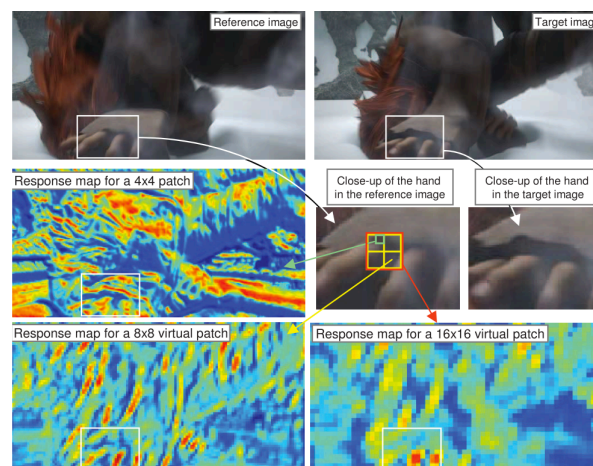 Reference image
Target imag
Response map for a 4x4 patch
Close-up of the hand
in the reference image
Close-up of the hand
in the target image
Response map for a 8x8 virtual patch
Response map for a 16x16 virtual patch